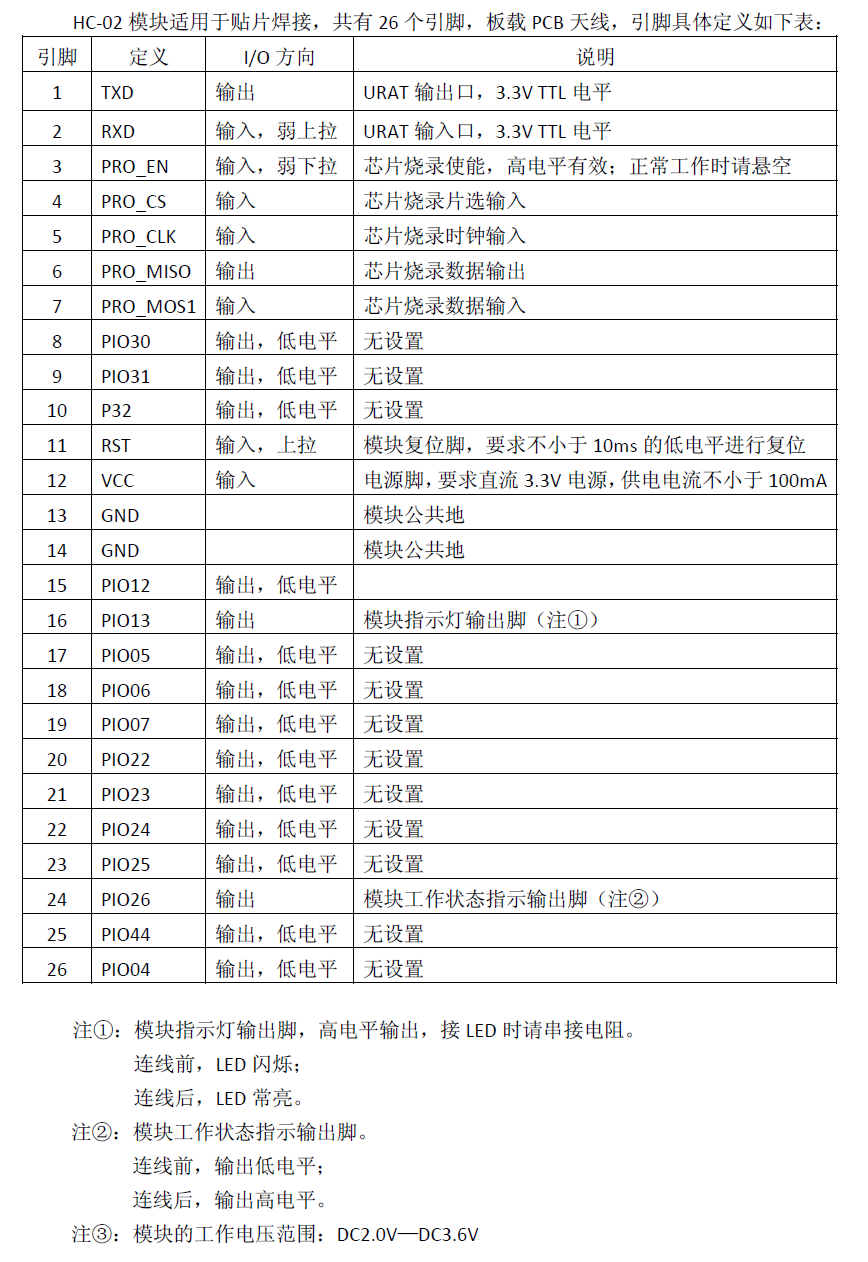 HC-02 模块适用于贴片焊接，共有 26 个引脚，板载 PCB 天线，引脚具体定义如下表：
引脚 定义 I/O 方向 说明
1 TXD 输出 URAT 输出口，3.3V TTL 电平
2 RXD 输入，弱上拉 URAT 输入口，3.3V TTL 电平
3 PRO_EN 输入，弱下拉 芯片烧录使能，高电平有效；正常工作时请悬空
4 PRO_CS 输入 芯片烧录片选输入
5 PRO_CLK 输入 芯片烧录时钟输入
6 PRO_MISO 输出 芯片烧录数据输出
7 PRO_MOS1 输入 芯片烧录数据输入
8 PIO30 输出，低电平 无设置
9 PIO31 输出，低电平 无设置
10 P32 输出，低电平 无设置
11 RST 输入，上拉 模块复位脚，要求不小于 10ms 的低电平进行复位
12 VCC 输入 电源脚，要求直流 3.3V 电源，供电电流不小于 100mA
13 GND 模块公共地
14 GND 模块公共地
15 PIO12 输出，低电平
16 PIO13 输出 模块指示灯输出脚（注①）
17 PIO05 输出，低电平 无设置
18 PIO06 输出，低电平 无设置
19 PIO07 输出，低电平 无设置
20 PIO22 输出，低电平 无设置
21 PIO23 输出，低电平 无设置
22 PIO24 输出，低电平 无设置
23 PIO25 输出，低电平 无设置
24 PIO26 输出 模块工作状态指示输出脚（注②）
25 PIO44 输出，低电平 无设置
26 PIO04 输出，低电平 无设置
注①：模块指示灯输出脚，高电平输出，接 LED 时请串接电阻。
连线前，LED 闪烁；
连线后，LED 常亮。
注②：模块工作状态指示输出脚。
连线前，输出低电平；
连线后，输出高电平。
注③：模块的工作电压范围：DC2.0V—DC3.6V